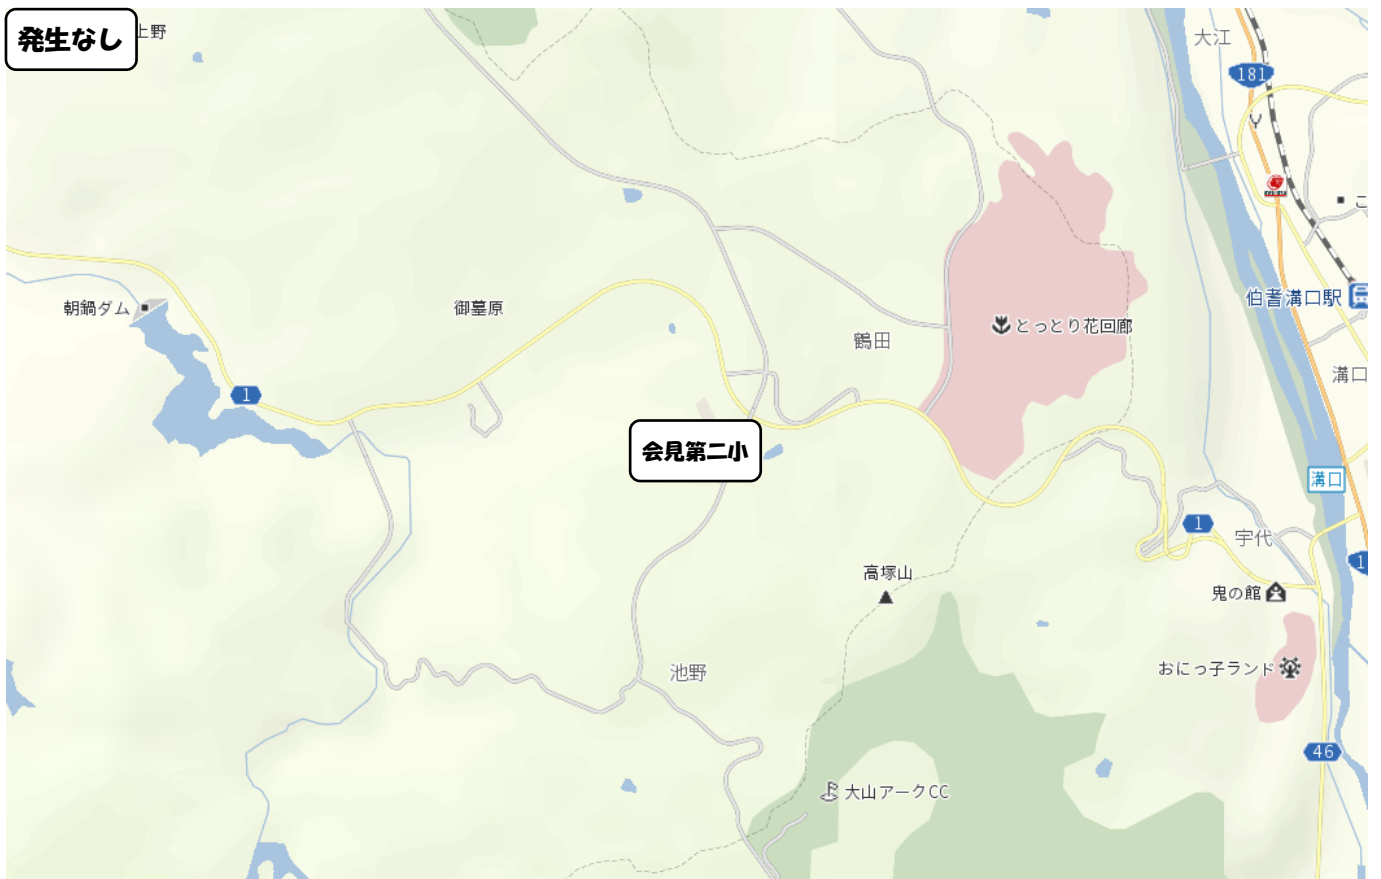 発生なし
上野
大江
181
こ
朝鍋ダム
御墓原
鶴田
とっとり花回廊
伯耆溝口駅
溝口
1
会見第二小
溝口
1
宇代
1
高塚山
鬼の館
池野
おにっ子ランド
46
大山アークCC